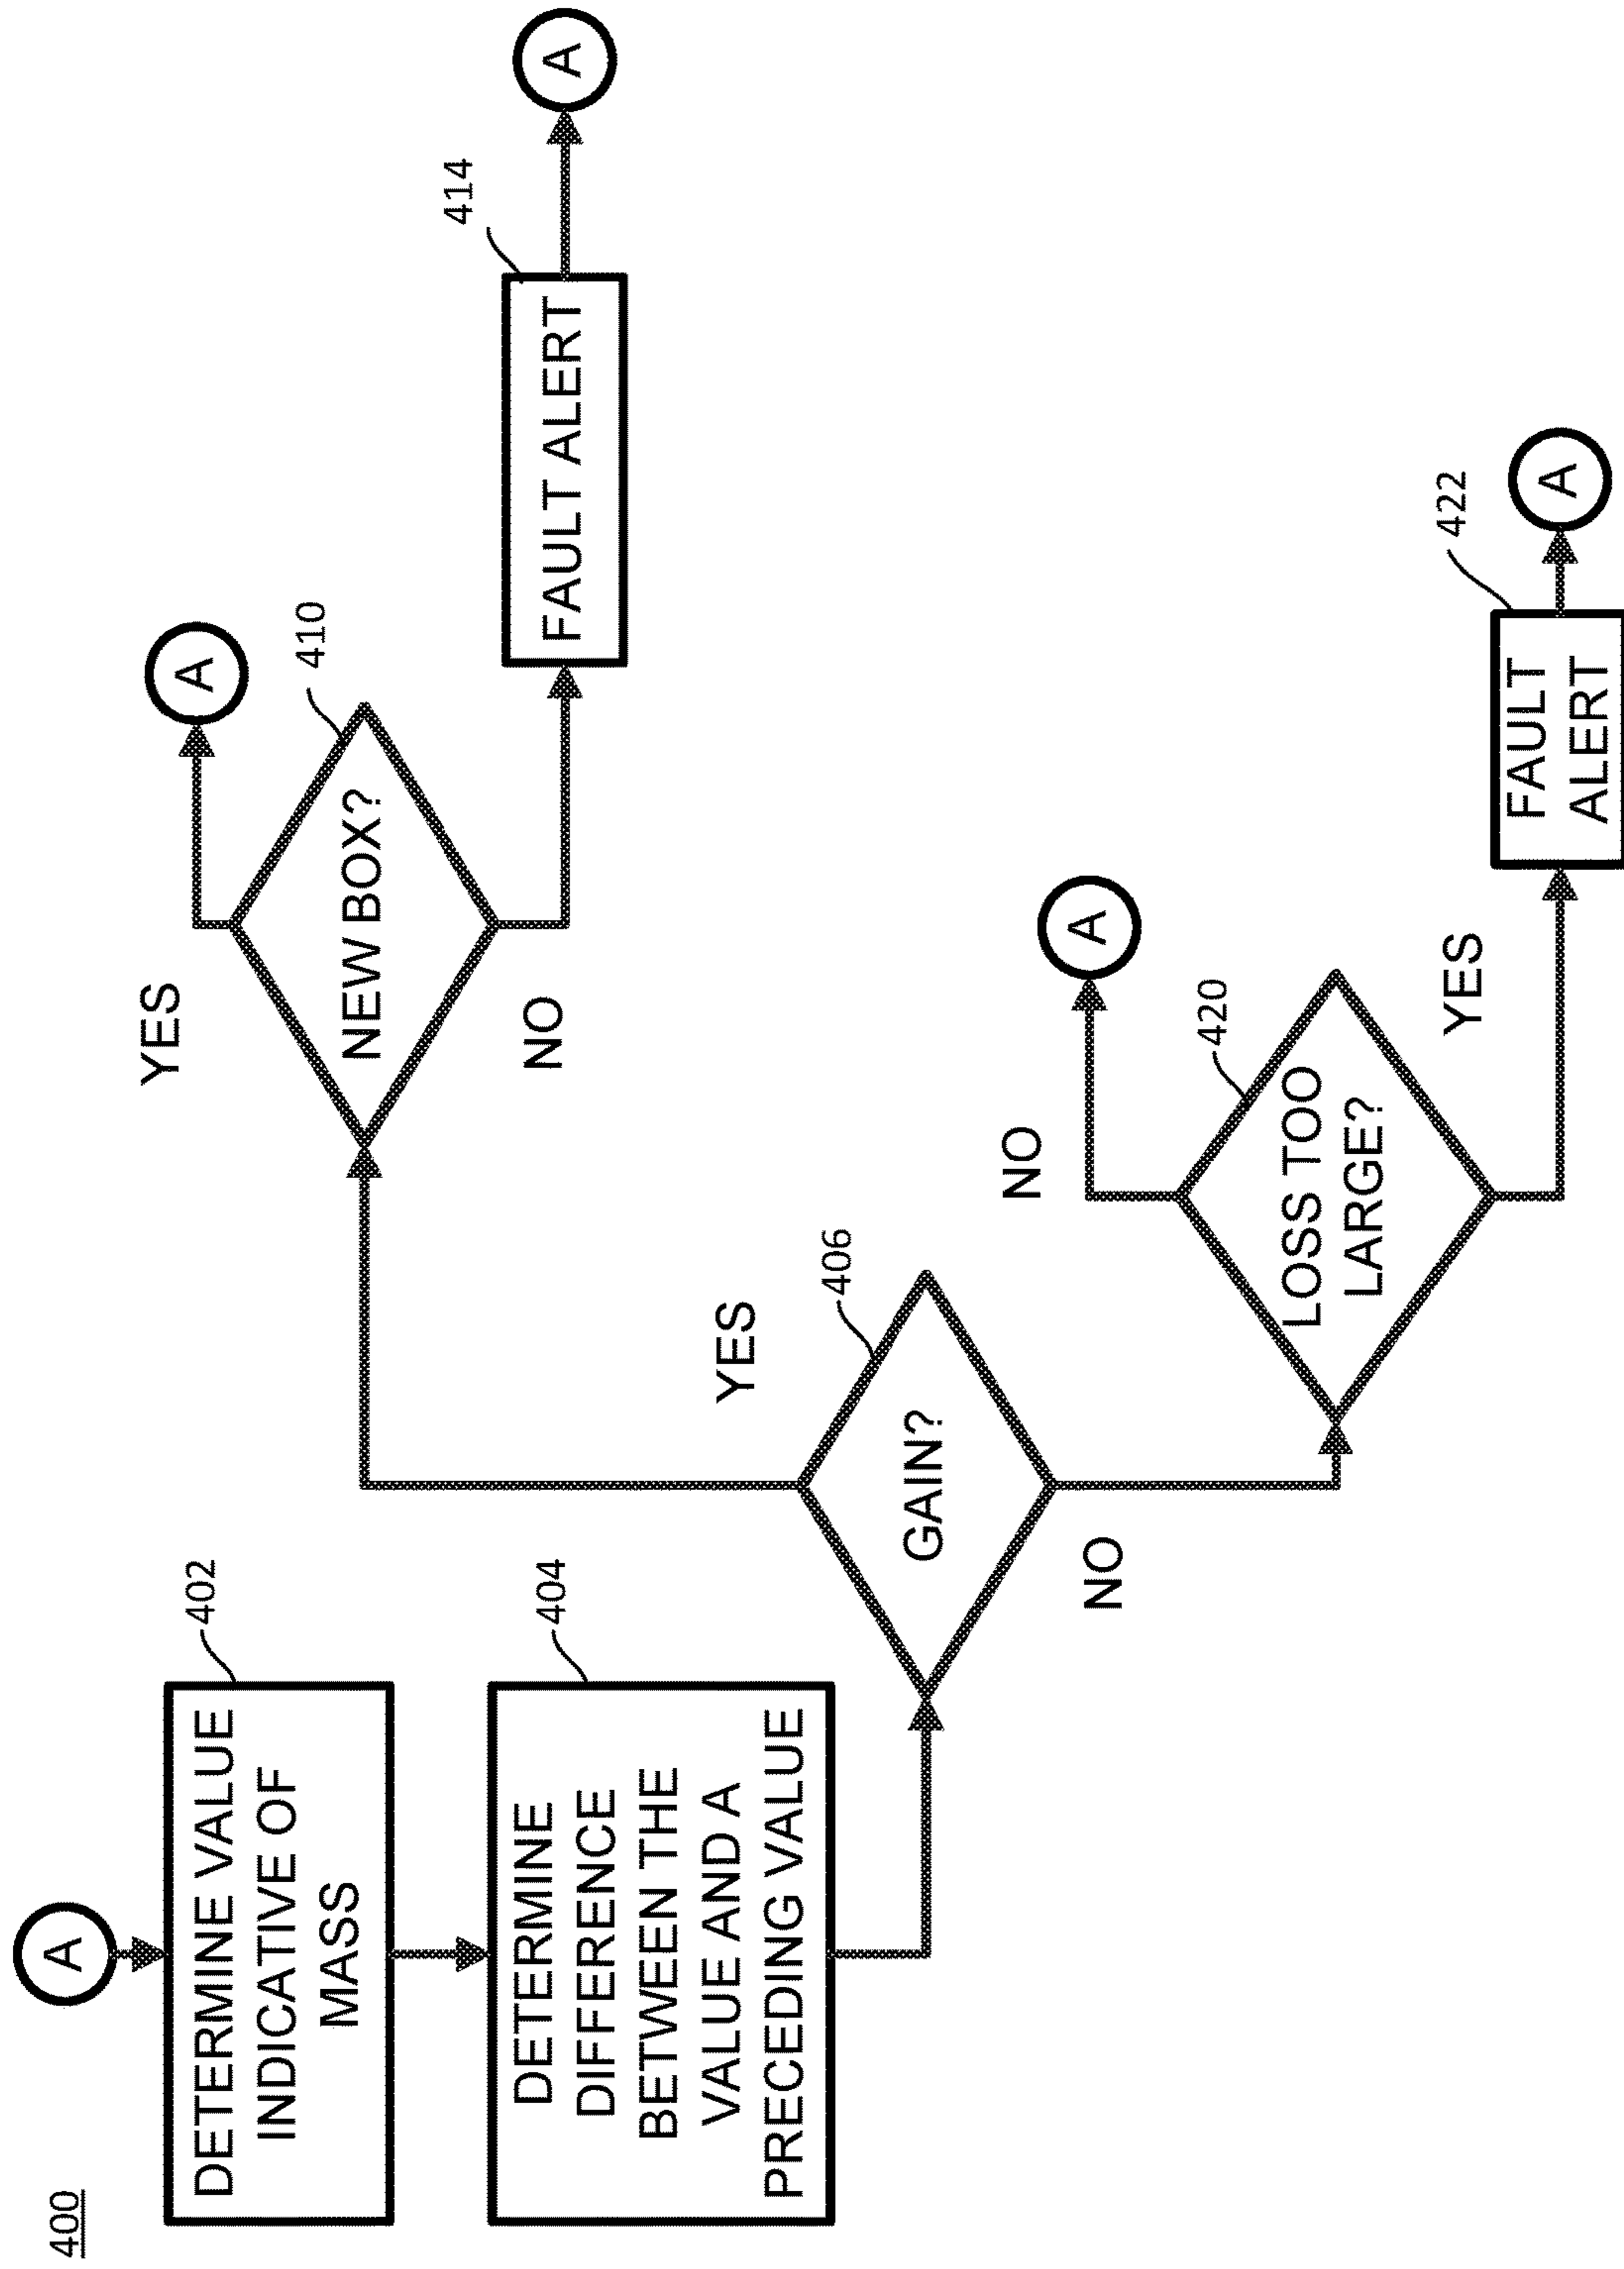 400
A
402
DETERMINE VALUE
INDICATIVE OF
MASS
404
DETERMINE
DIFFERENCE
BETWEEN THE
VALUE AND A
PRECEDING VALUE
406
GAIN?
YES
NO
410
NEW BOX?
YES
A
NO
414
FAULT ALERT
A
420
LOSS TOO
LARGE?
NO
A
YES
422
FAULT
ALERT
A